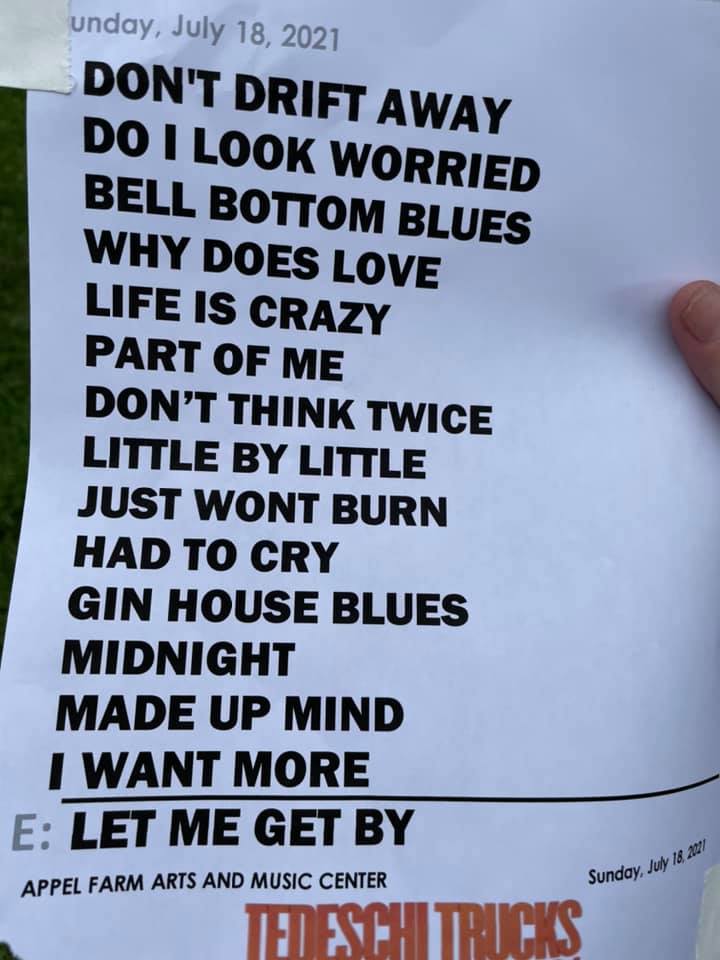 unday, July 18, 2021
DON'T DRIFT AWAY
DO I LOOK WORRIED
BELL BOTTOM BLUES
WHY DOES LOVE
LIFE IS CRAZY
PART OF ME
DON’T THINK TWICE
LITTLE BY LITTLE
JUST WONT BURN
HAD TO CRY
GIN HOUSE BLUES
MIDNIGHT
MADE UP MIND
I WANT MORE
E: LET ME GET BY
APPEL FARM ARTS AND MUSIC CENTER
Sunday, July 18, 2021
TEDESCHI TRUCKS